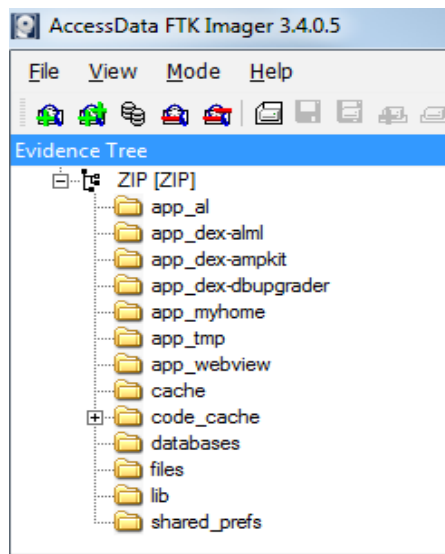 AccessData FTK Imager 3.4.0.5
File View Mode Help
Evidence Tree
ZIP [ZIP]
app_al
app_dex-alml
app_dex-ampkit
app_dex-dbupgrader
app_myhome
app_tmp
app_webview
cache
code_cache
databases
files
lib
shared_prefs